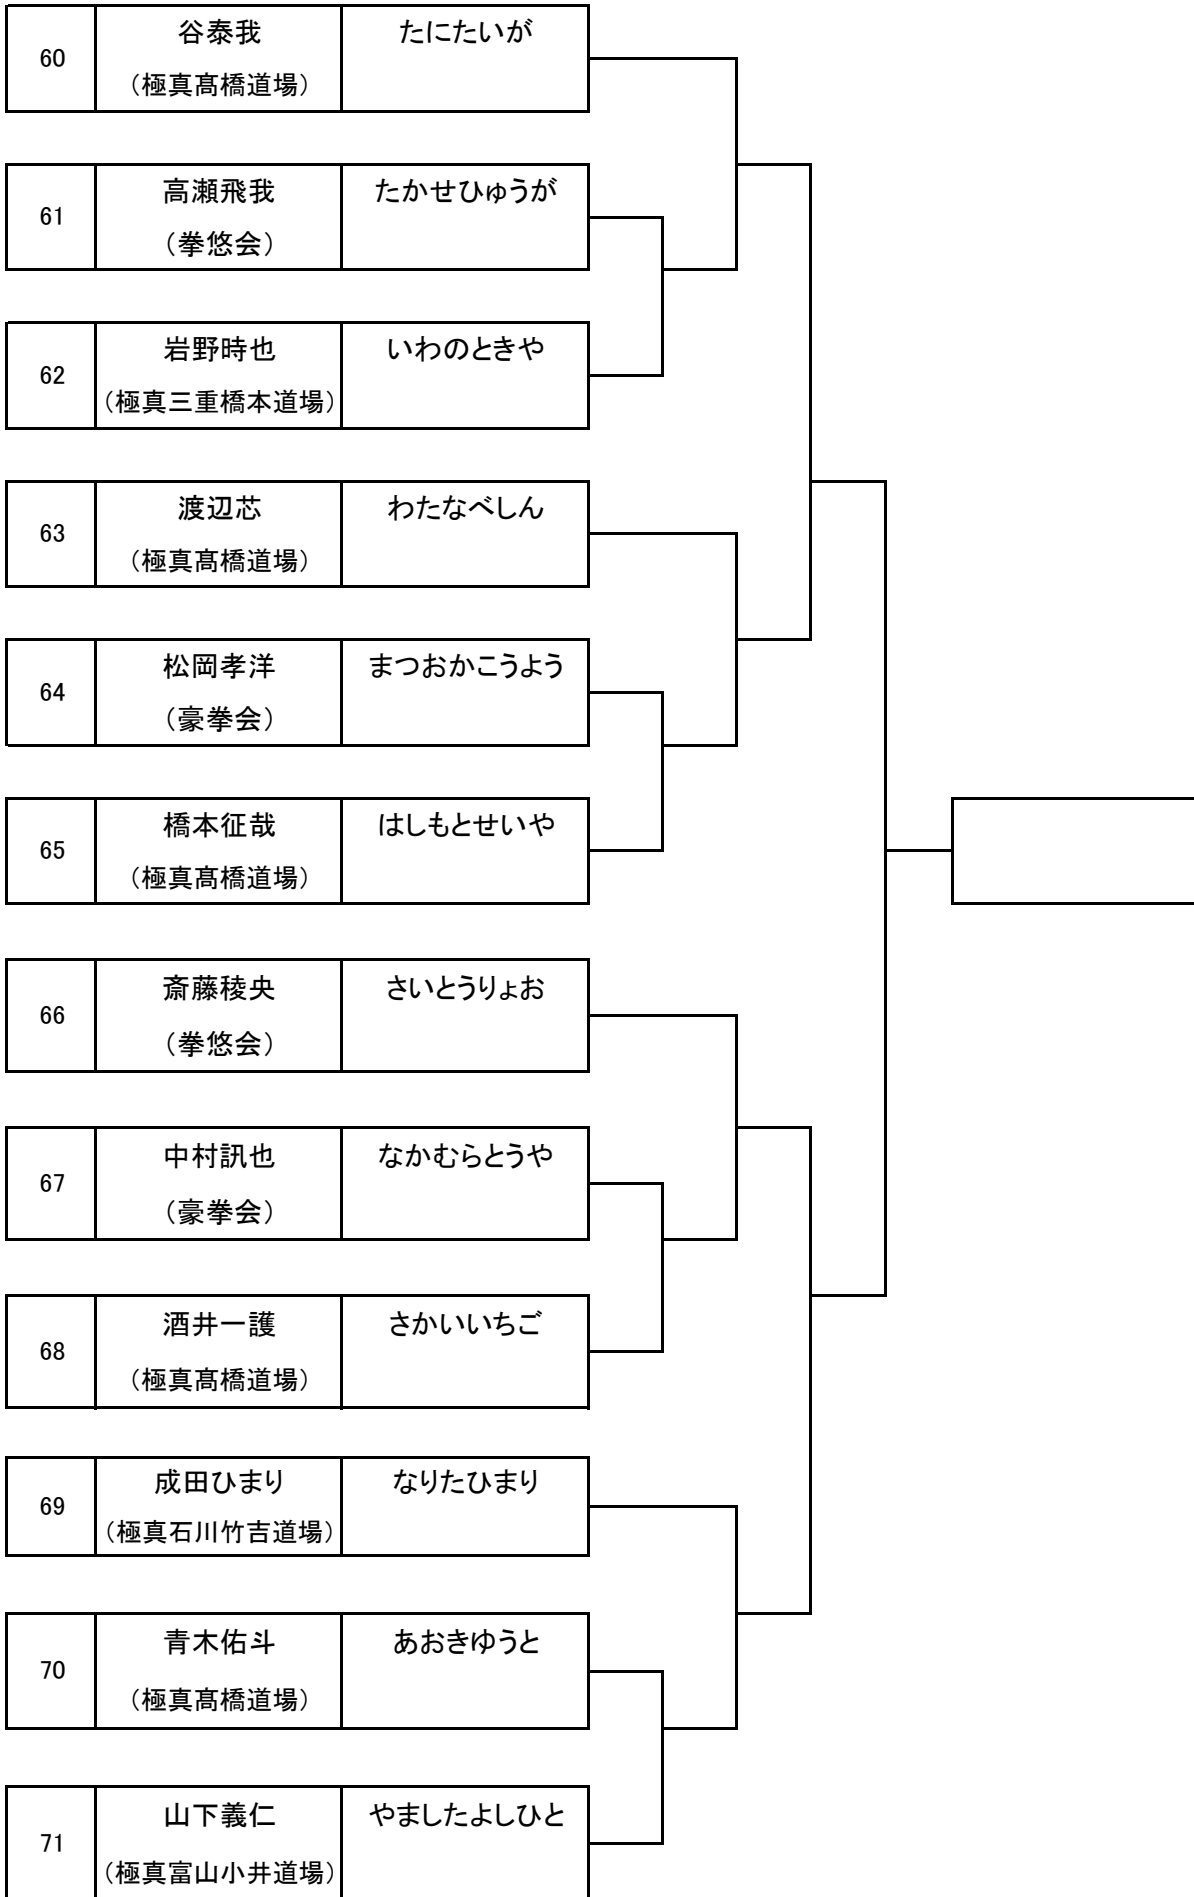 谷泰我 たにたいが
60
（極真髙橋道場）
高瀬飛我 たかせひゅうが
61
（拳悠会）
岩野時也 いわのときや
62
（極真三重橋本道場）
渡辺芯 わたなべしん
63
（極真髙橋道場）
松岡孝洋 まつおかこうよう
64
（豪拳会）
橋本征哉 はしもとせいや
65
（極真髙橋道場）
斎藤稜央 さいとうりょお
66
（拳悠会）
中村訊也 なかむらとうや
67
（豪拳会）
酒井一護 さかいいちご
68
（極真髙橋道場）
成田ひまり なりたひまり
69
（極真石川竹吉道場）
青木佑斗 あおきゆうと
70
（極真髙橋道場）
山下義仁 やましたよしひと
71
（極真富山小井道場）